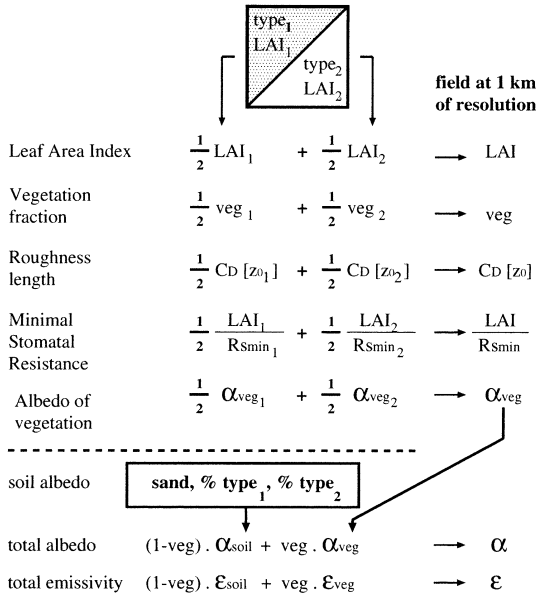 type1
LAI1
type2
LAI2
field at 1 km
of resolution
Leaf Area Index 1/2 LAI1 + 1/2 LAI2 → LAI
Vegetation
fraction 1/2 veg1 + 1/2 veg2 → veg
Roughness
length 1/2 CD [z01] + 1/2 CD [z02] → CD [z0]
Minimal
Stomatal 1/2 LAI1/Rsmin1 + 1/2 LAI2/Rsmin2 → LAI/Rsmin
Resistance
Albedo of 1/2 αveg1 + 1/2 αveg2 → αveg
vegetation
soil albedo sand, % type1, % type2
total albedo (1-veg) . αsoil + veg . αveg → α
total emissivity (1-veg) . εsoil + veg . εveg → ε